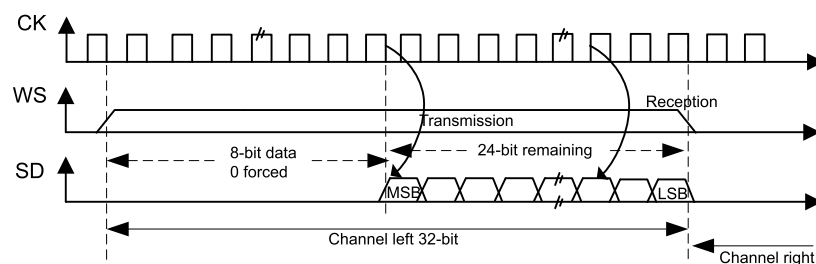 CK
WS
Reception
Transmission
8-bit data
0 forced
24-bit remaining
SD
MSB
LSB
Channel left 32-bit
Channel right